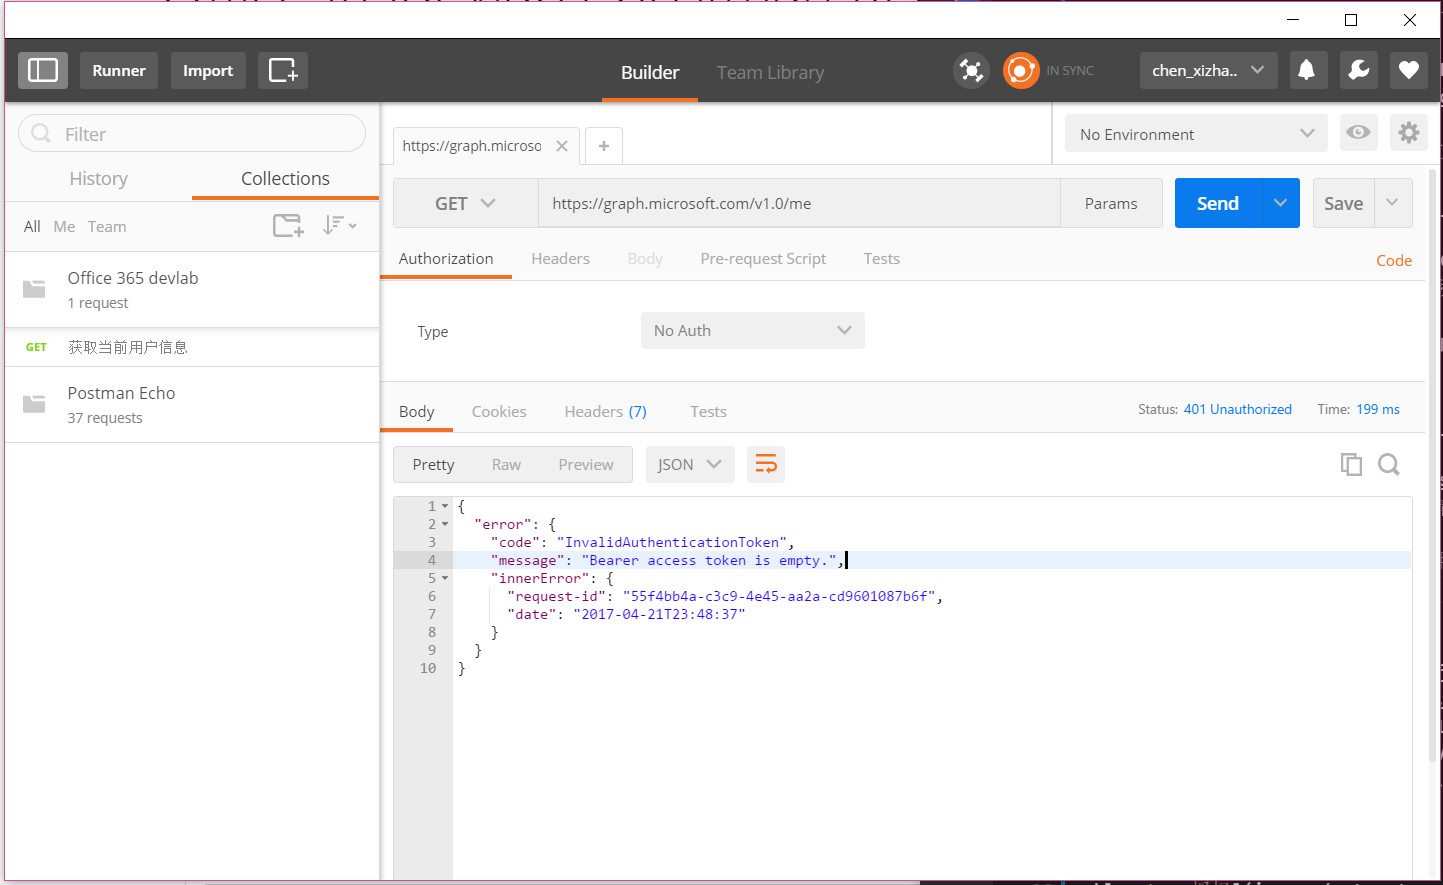 Runner Import Builder Team Library IN SYNC chen_xizha..
Filter
History Collections
All Me Team
Office 365 devlab
1 request
GET 获取当前用户信息
Postman Echo
37 requests
https://graph.microso
No Environment
GET https://graph.microsoft.com/v1.0/me Params Send Save
Authorization Headers Body Pre-request Script Tests Code
Type No Auth
Body Cookies Headers (7) Tests Status: 401 Unauthorized Time: 199 ms
Pretty Raw Preview JSON
1 {
2 "error": {
3 "code": "InvalidAuthenticationToken",
4 "message": "Bearer access token is empty.",
5 "innerError": {
6 "request-id": "55f4bb4a-c3c9-4e45-aa2a-cd9601087b6f",
7 "date": "2017-04-21T23:48:37"
8 }
9 }
10 }